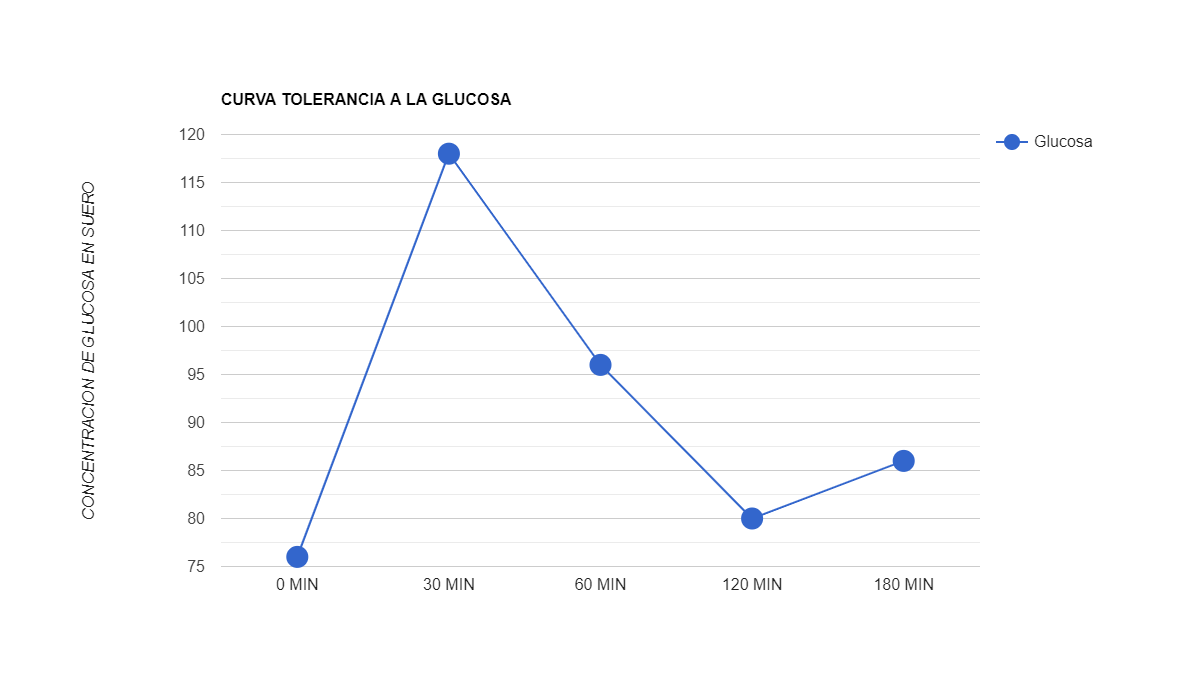 CURVA TOLERANCIA A LA GLUCOSA
Glucosa
CONCENTRACION DE GLUCOSA EN SUERO
120
115
110
105
100
95
90
85
80
75
0 MIN
30 MIN
60 MIN
120 MIN
180 MIN